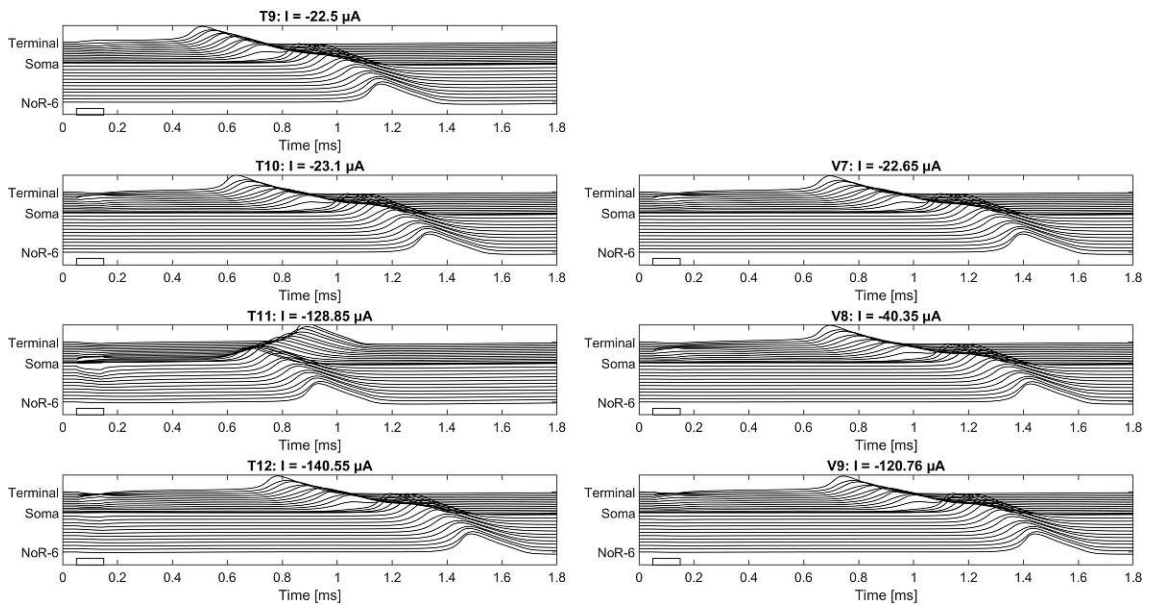 T9: I = -22.5 µA
Terminal
Soma
NoR-6
0 0.2 0.4 0.6 0.8 1 1.2 1.4 1.6 1.8
Time [ms]
T10: I = -23.1 µA
Terminal
Soma
NoR-6
0 0.2 0.4 0.6 0.8 1 1.2 1.4 1.6 1.8
Time [ms]
V7: I = -22.65 µA
Terminal
Soma
NoR-6
0 0.2 0.4 0.6 0.8 1 1.2 1.4 1.6 1.8
Time [ms]
T11: I = -128.85 µA
Terminal
Soma
NoR-6
0 0.2 0.4 0.6 0.8 1 1.2 1.4 1.6 1.8
Time [ms]
V8: I = -40.35 µA
Terminal
Soma
NoR-6
0 0.2 0.4 0.6 0.8 1 1.2 1.4 1.6 1.8
Time [ms]
T12: I = -140.55 µA
Terminal
Soma
NoR-6
0 0.2 0.4 0.6 0.8 1 1.2 1.4 1.6 1.8
Time [ms]
V9: I = -120.76 µA
Terminal
Soma
NoR-6
0 0.2 0.4 0.6 0.8 1 1.2 1.4 1.6 1.8
Time [ms]